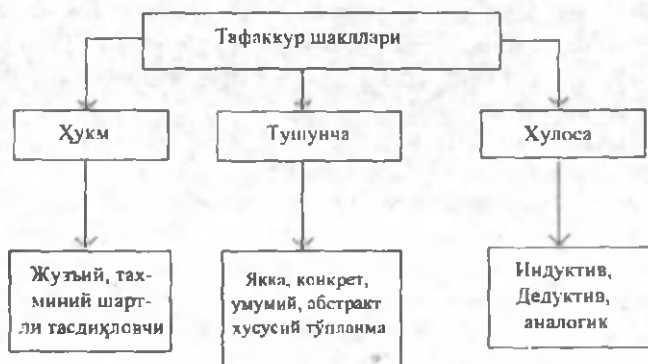 Тафаккур шакллари
Ҳукм
Тушунча
Хулоса
Жузъий, тах-
миний шарт-
ли тасдиқловчи
Якка, конкрет,
умумий, абстракт
хусусий тўпланма
Индуктив,
Дедуктив,
аналогик